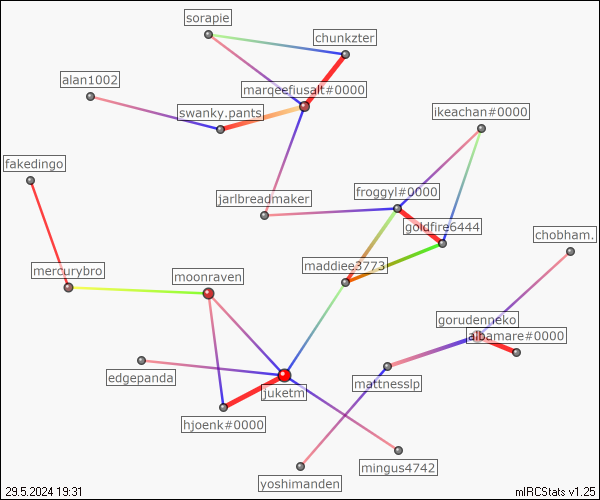 sorapie
chunkzter
alan1002
marqeefiusalt#0000
swanky.pants
ikeachan#0000
fakedingo
froggyl#0000
jarlbreadmaker
goldfire6444
chobham.
maddiee3773
mercurybro
moonraven
gorudenneko
albamare#0000
edgepanda
mattnesslp
juketm
hjoenk#0000
mingus4742
yoshimanden
29.5.2024 19:31
mIRCStats v1.25